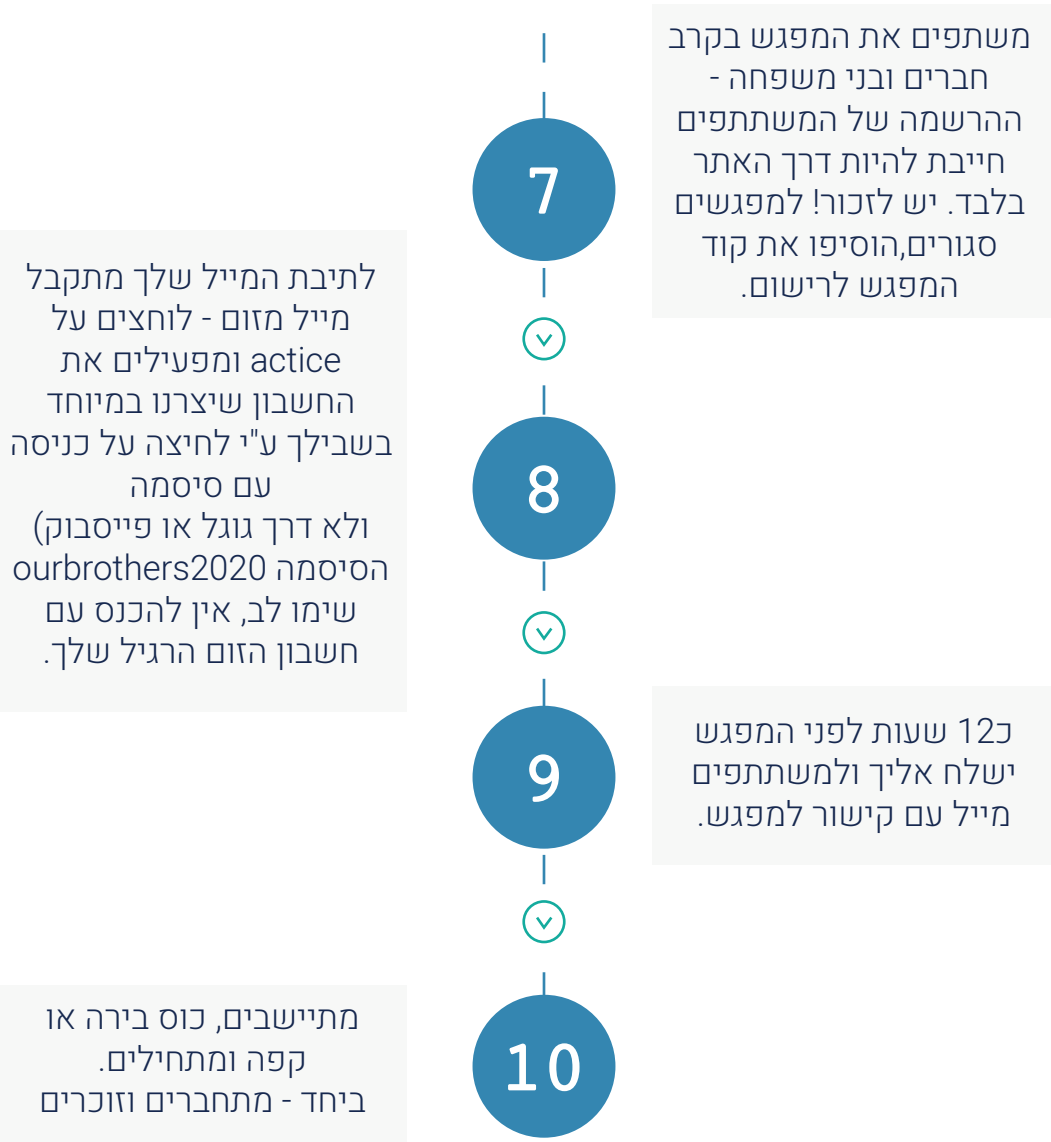 7
משתפים את המפגש בקרב
חברים ובני משפחה -
ההרשמה של המשתתפים
חייבת להיות דרך האתר
בלבד. יש לזכור! למפגשים
סגורים,הוסיפו את קוד
המפגש לרישום.
8
לתיבת המייל שלך מתקבל
מייל מזום - לוחצים על
actice ומפעילים את
החשבון שיצרנו במיוחד
בשבילך ע"י לחיצה על כניסה
עם סיסמה
ולא דרך גוגל או פייסבוק)
הסיסמה ourbrothers2020
שימו לב, אין להכנס עם
חשבון הזום הרגיל שלך.
9
כ12 שעות לפני המפגש
ישלח אליך ולמשתתפים
מייל עם קישור למפגש.
10
מתיישבים, כוס בירה או
קפה ומתחילים.
ביחד - מתחברים וזוכרים